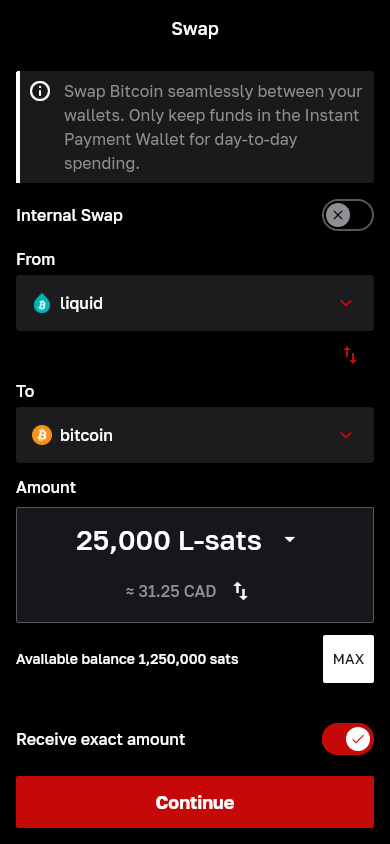 Swap
Swap Bitcoin seamlessly between your
wallets. Only keep funds in the Instant
Payment Wallet for day-to-day
spending.
Internal Swap
From
liquid
To
bitcoin
Amount
25,000 L-sats
≈ 31.25 CAD
Available balance 1,250,000 sats
MAX
Receive exact amount
Continue